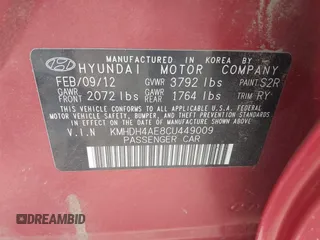 MANUFACTURED IN KOREA BY
HYUNDAI MOTOR COMPANY
FEB/09/12 GVWR 3792 lbs PAINT S2R
GAWR FRONT 2072 lbs GAWR REAR 1764 lbs TRIM RY
THIS VEHICLE CONFORMS TO ALL APPLICABLE U.S. FEDERAL
MOTOR VEHICLE SAFETY, BUMPER, AND THEFT PREVENTION
STANDARDS IN EFFECT ON THE DATE OF MANUFACTURE SHOWN
ABOVE.
V.I.N KMHDH4AE8CU449009
PASSENGER CAR
DREAMBID